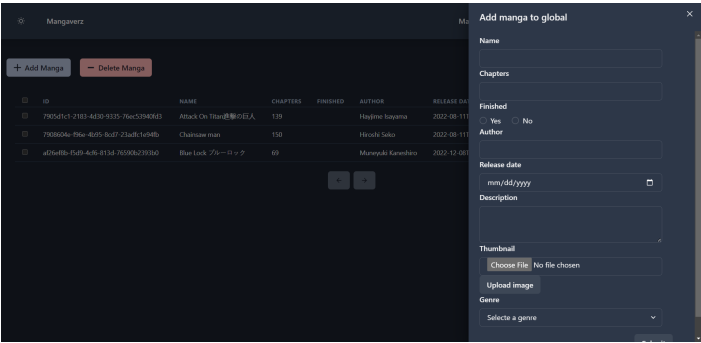 Mangaverz
Ma
Add Manga
Delete Manga
ID NAME CHAPTERS FINISHED AUTHOR RELEASE DA
7905d1c1-2183-4d30-9335-76ec53940fd3 Attack On Titan進撃の巨人 139 Hayjime Isayama 2022-08-11T
7908604e-f96e-4b95-8cd7-23adfc1e94fb Chainsaw man 150 Hiroshi Seko 2022-08-11T
af26ef8b-f5d9-4cf6-813d-76590b2393b0 Blue Lock ブルーロック 69 Muneyuki Kaneshiro 2022-12-08T
Add manga to global
Name
Chapters
Finished
Yes No
Author
Release date
mm/dd/yyyy
Description
Thumbnail
Choose File No file chosen
Upload image
Genre
Selecte a genre